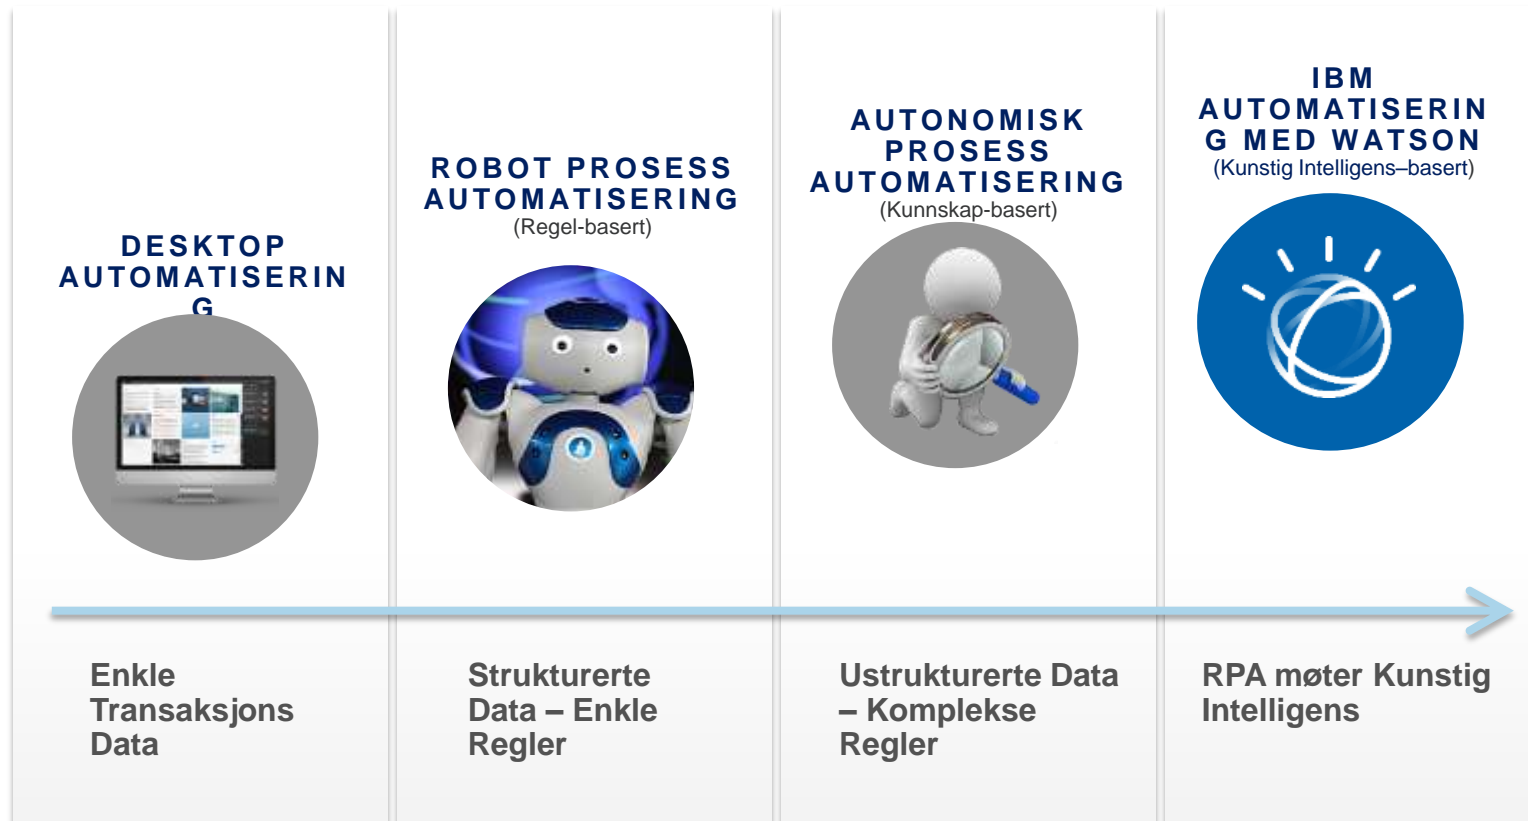 DESKTOP
AUTOMATISERIN
G
ROBOT PROSESS
AUTOMATISERING
(Regel-basert)
AUTONOMISK
PROSESS
AUTOMATISERING
(Kunnskap-basert)
IBM
AUTOMATISERIN
G MED WATSON
(Kunstig Intelligens–basert)
Enkle
Transaksjons
Data
Strukturerte
Data – Enkle
Regler
Ustrukturerte Data
– Komplekse
Regler
RPA møter Kunstig
Intelligens